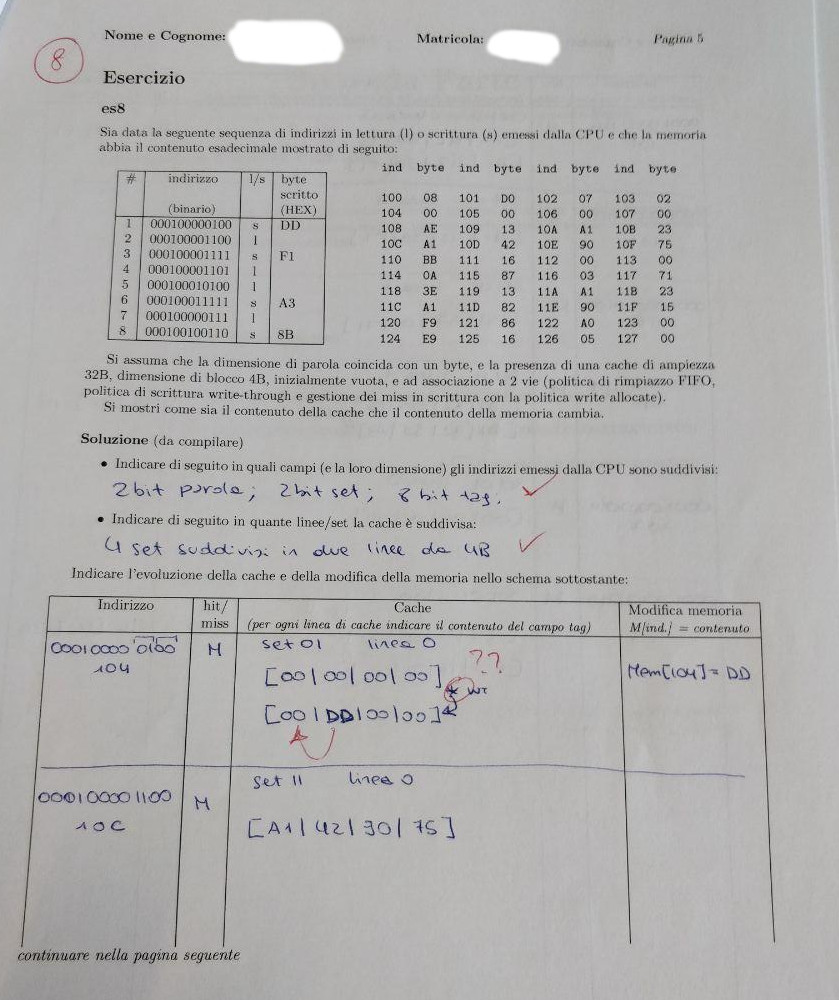 Nome e Cognome: Matricola: Pagina 5
8
Esercizio
es8
Sia data la seguente sequenza di indirizzi in lettura (l) o scrittura (s) emessi dalla CPU e che la memoria
abbia il contenuto esadecimale mostrato di seguito:
# indirizzo (binario) l/s byte scritto (HEX)
1 000100000100 s DD
2 000100001100 l
3 000100001111 s F1
4 000100001101 l
5 000100010100 l
6 000100011111 s A3
7 000100000111 l
8 000100100110 s 8B
ind byte ind byte ind byte ind byte
100 08 101 D0 102 07 103 02
104 00 105 00 106 00 107 00
108 AE 109 13 10A A1 10B 23
10C A1 10D 42 10E 90 10F 75
110 BB 111 16 112 00 113 00
114 0A 115 87 116 03 117 71
118 3E 119 13 11A A1 11B 23
11C A1 11D 82 11E 90 11F 15
120 F9 121 86 122 A0 123 00
124 E9 125 16 126 05 127 00
Si assuma che la dimensione di parola coincida con un byte, e la presenza di una cache di ampiezza
32B, dimensione di blocco 4B, inizialmente vuota, e ad associazione a 2 vie (politica di rimpiazzo FIFO,
politica di scrittura write-through e gestione dei miss in scrittura con la politica write allocate).
Si mostri come sia il contenuto della cache che il contenuto della memoria cambia.
Soluzione (da compilare)
• Indicare di seguito in quali campi (e la loro dimensione) gli indirizzi emessi dalla CPU sono suddivisi:
2 bit parola; 2 bit set; 8 bit tag.
• Indicare di seguito in quante linee/set la cache è suddivisa:
4 set suddivisi in due linee da 4B
Indicare l'evoluzione della cache e della modifica della memoria nello schema sottostante:
Indirizzo hit/ Cache Modifica memoria
miss (per ogni linea di cache indicare il contenuto del campo tag) M[ind.] = contenuto
000100000100 M set 01 linea 0
104 [00|00|00|00] ?? Mem[104]= DD
WT
[00|DD|00|00]
000100001100 M set 11 linea 0
10C [A1|42|90|75]
continuare nella pagina seguente